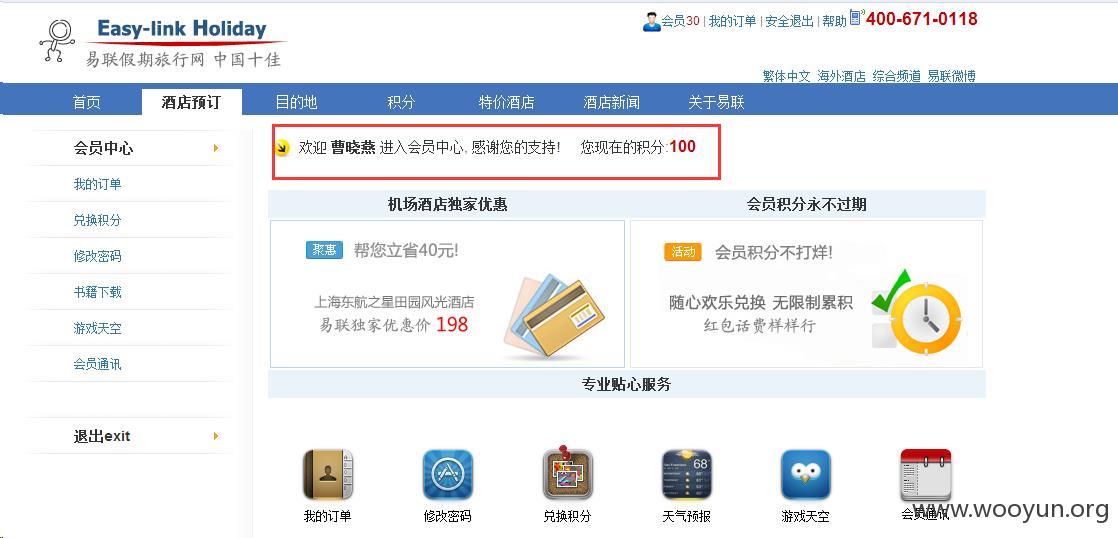 Easy-link Holiday
易联假期旅行网 中国十佳
会员30 | 我的订单 | 安全退出 | 帮助 400-671-0118
繁体中文 海外酒店 综合频道 易联微博
首页 酒店预订 目的地 积分 特价酒店 酒店新闻 关于易联
会员中心
我的订单
兑换积分
修改密码
书籍下载
游戏天空
会员通讯
退出exit
欢迎 曹晓燕 进入会员中心, 感谢您的支持! 您现在的积分:100
机场酒店独家优惠 会员积分永不过期
聚惠 帮您立省40元!
上海东航之星田园风光酒店
易联独家优惠价 198
活动 会员积分不打烊!
随心欢乐兑换 无限制累积
红包话费样样行
专业贴心服务
68°
我的订单 修改密码 兑换积分 天气预报 游戏天空 会员通讯
www.wooyun.org